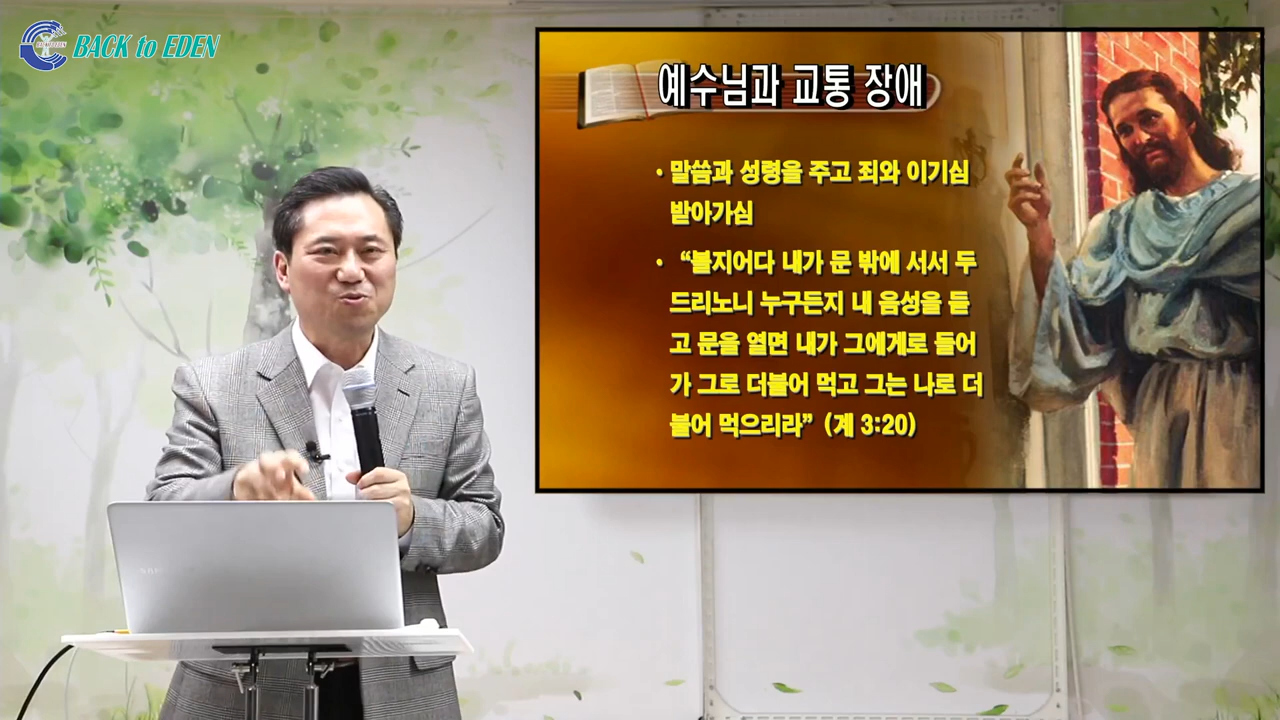 BACK to EDEN
예수님과 교통 장애
• 말씀과 성령을 주고 죄와 이기심
받아가심
• “볼지어다 내가 문 밖에 서서 두
드리노니 누구든지 내 음성을 듣
고 문을 열면 내가 그에게로 들어
가 그로 더불어 먹고 그는 나로 더
불어 먹으리라” (계 3:20)